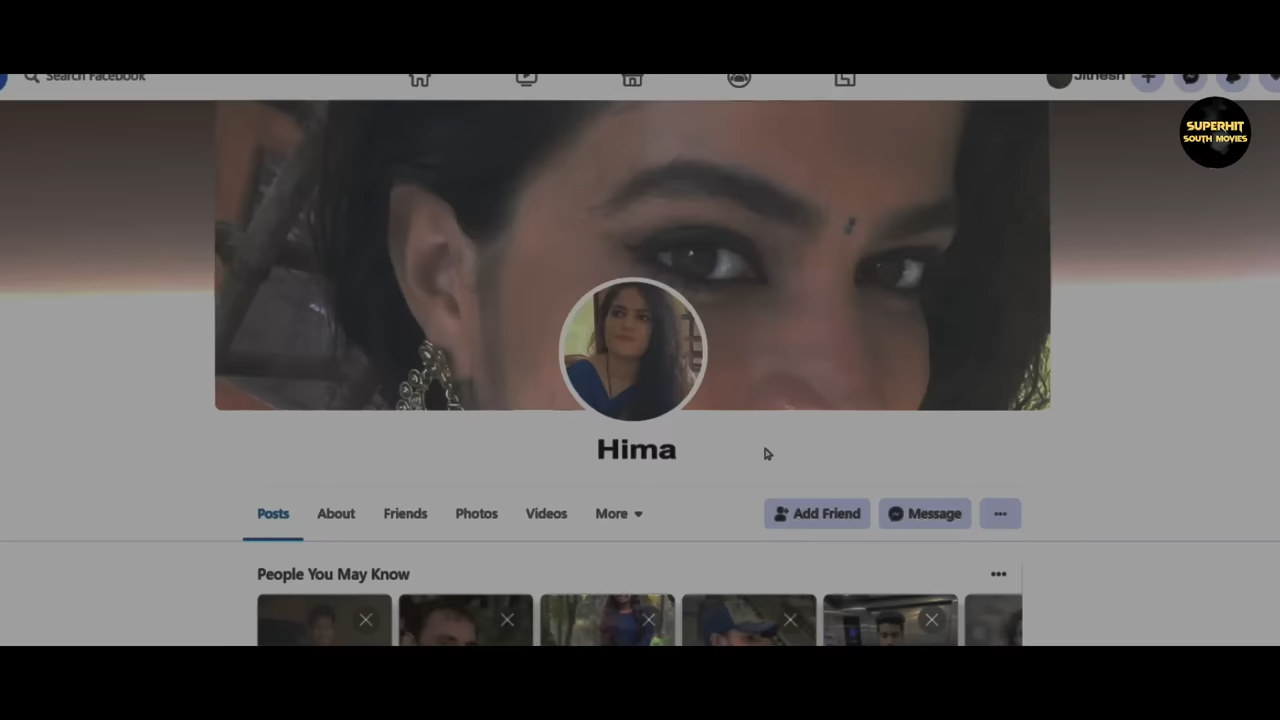 Search Facebook
Jithesh
SUPERHIT
SOUTH MOVIES
Hima
Posts
About
Friends
Photos
Videos
More
Add Friend
Message
People You May Know